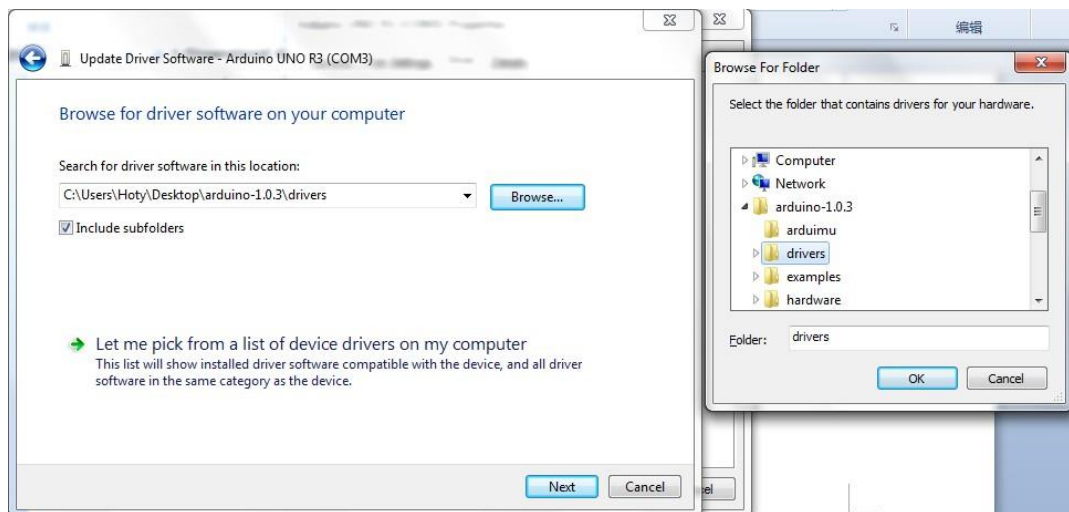 Update Driver Software - Arduino UNO R3 (COM3)
Browse for driver software on your computer
Search for driver software in this location:
C:\Users\Hoty\Desktop\arduino-1.0.3\drivers
Browse...
Include subfolders
Let me pick from a list of device drivers on my computer
This list will show installed driver software compatible with the device, and all driver
software in the same category as the device.
Next
Cancel
编辑
Browse For Folder
Select the folder that contains drivers for your hardware.
Computer
Network
arduino-1.0.3
arduimu
drivers
examples
hardware
Folder:
drivers
OK
Cancel